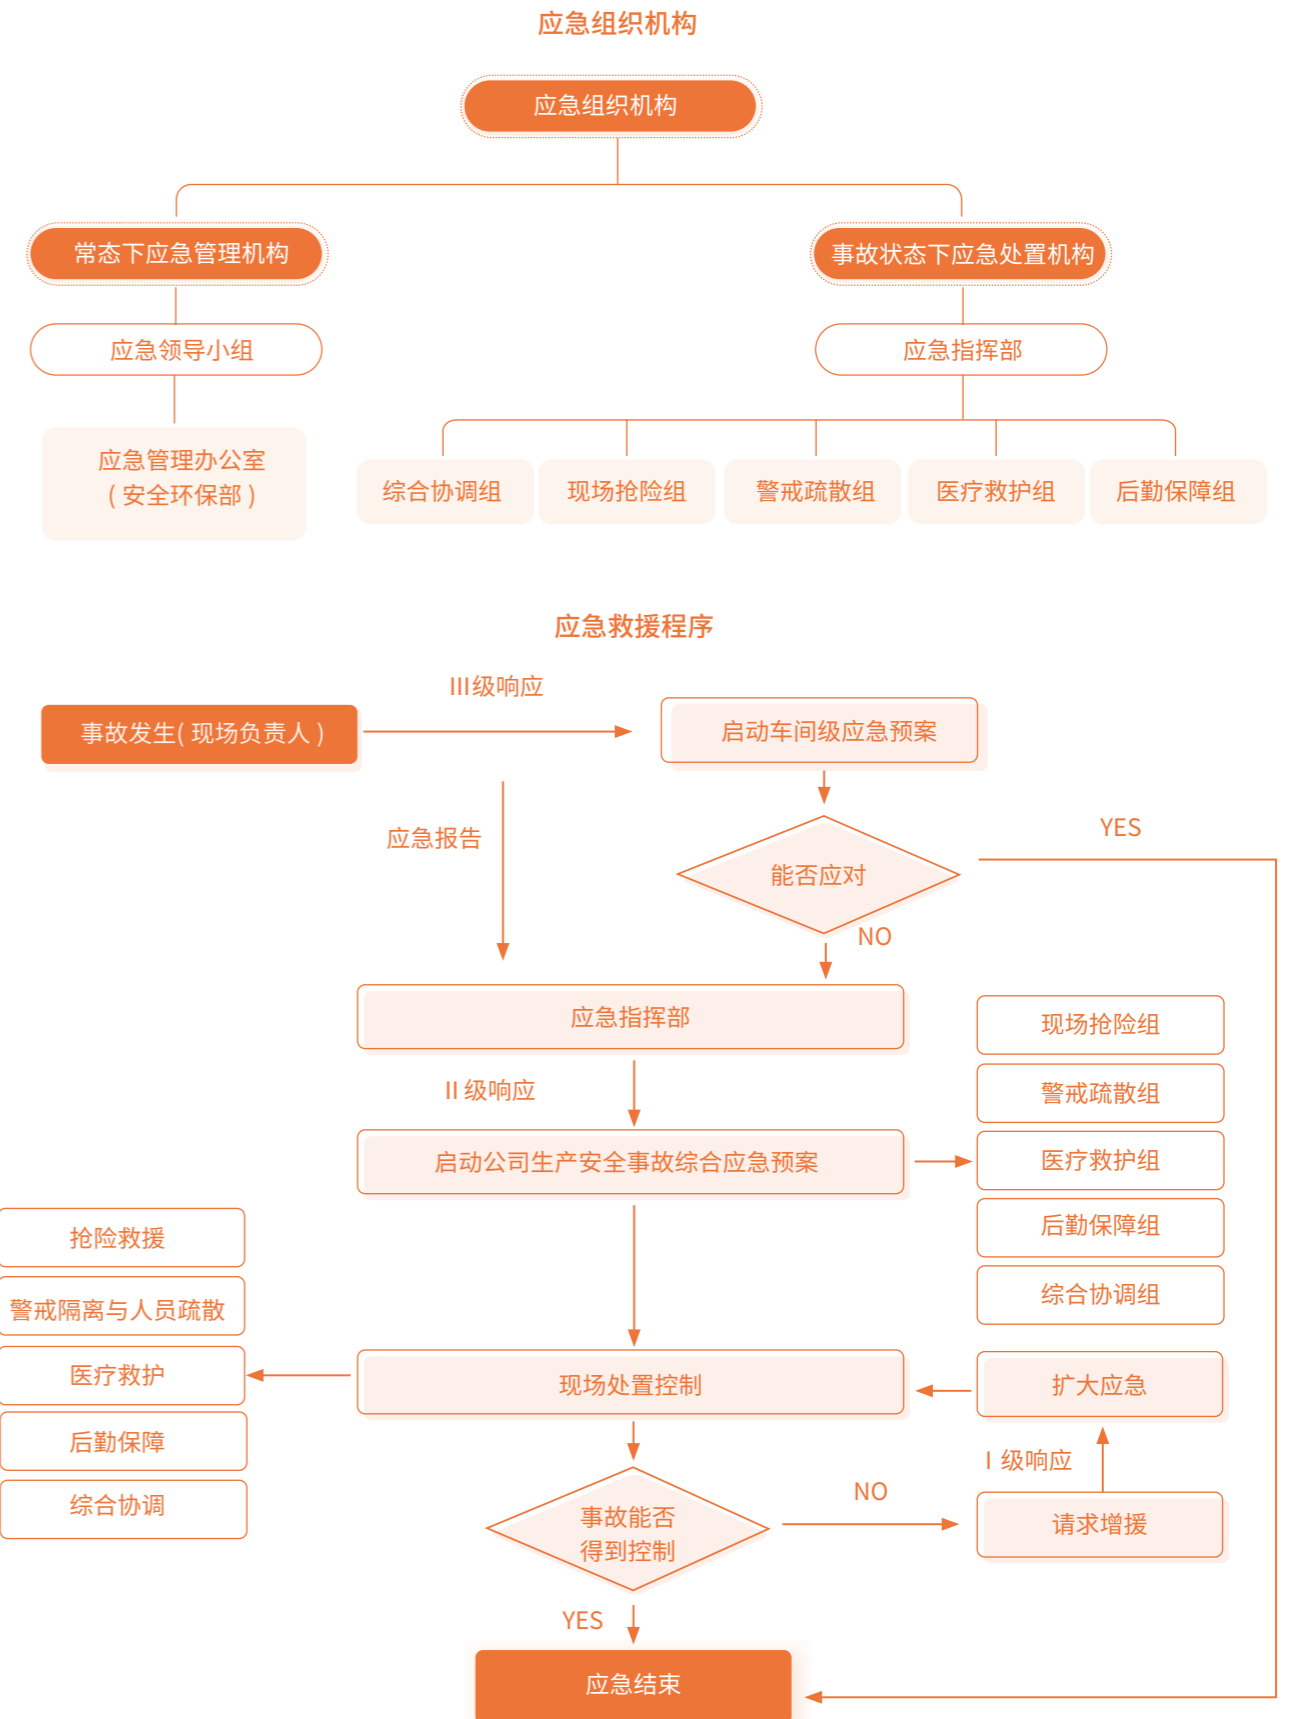 应急组织机构
应急组织机构
常态下应急管理机构
事故状态下应急处置机构
应急领导小组
应急指挥部
应急管理办公室
(安全环保部)
综合协调组
现场抢险组
警戒疏散组
医疗救护组
后勤保障组
应急救援程序
III级响应
事故发生(现场负责人)
启动车间级应急预案
应急报告
YES
能否应对
NO
应急指挥部
现场抢险组
II级响应
警戒疏散组
启动公司生产安全事故综合应急预案
医疗救护组
后勤保障组
抢险救援
综合协调组
警戒隔离与人员疏散
医疗救护
现场处置控制
扩大应急
后勤保障
I级响应
综合协调
事故能否
得到控制
NO
请求增援
YES
应急结束